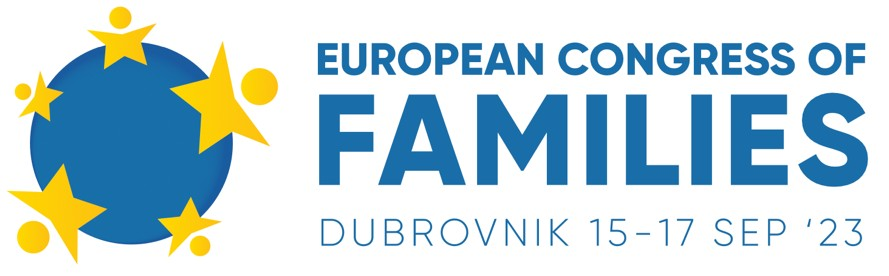 EUROPEAN CONGRESS OF
FAMILIES
DUBROVNIK 15-17 SEP ‘23